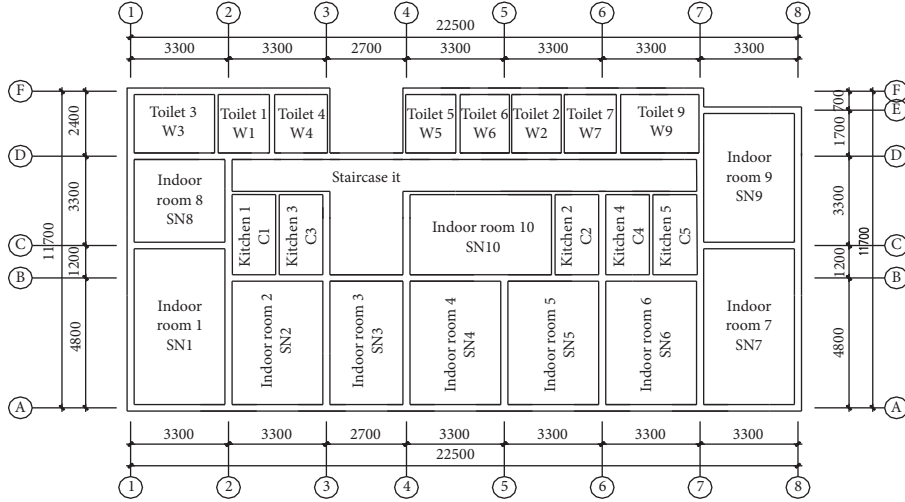 1 2 3 4 5 6 7 8
22500
3300 3300 2700 3300 3300 3300 3300
F F
E
D D
C C
B B
A A
2400
3300
1200
4800
11700
700
1700
3300
1200
4800
11700
Toilet 3
W3
Toilet 1
W1
Toilet 4
W4
Toilet 5
W5
Toilet 6
W6
Toilet 2
W2
Toilet 7
W7
Toilet 9
W9
Indoor
room 9
SN9
Staircase it
Indoor
room 8
SN8
Kitchen 1
C1
Kitchen 3
C3
Indoor room 10
SN10
Kitchen 2
C2
Kitchen 4
C4
Kitchen 5
C5
Indoor
room 1
SN1
Indoor room 2
SN2
Indoor room 3
SN3
Indoor room 4
SN4
Indoor room 5
SN5
Indoor room 6
SN6
Indoor
room 7
SN7
3300 3300 2700 3300 3300 3300 3300
22500
1 2 3 4 5 6 7 8